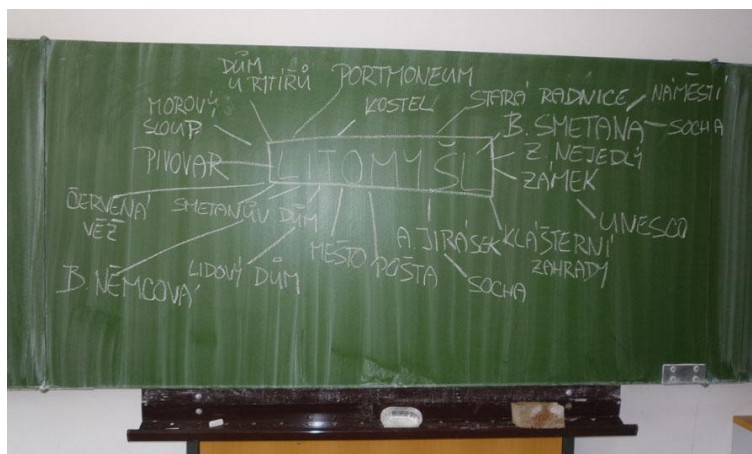 DŮM
U RYTÍŘŮ
PORTMONEUM
KOSTEL
STARÁ RADNICE
NÁMĚSTÍ
MOROVÝ
SLOUP
B. SMETANA
SOCHA
PIVOVAR
LITOMYŠL
Z. NEJEDLÝ
ZÁMEK
UNESCO
ČERVENÁ
VĚŽ
SMETANŮV DŮM
B. NĚMCOVÁ
LIDOVÝ DŮM
MĚSTO
POŠTA
A. JIRÁSEK
SOCHA
KLÁŠTERNÍ
ZAHRADY